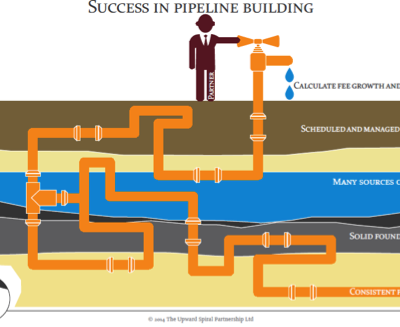 Success in pipeline building
Partner
Calculate fee growth and
Scheduled and managed
Many sources
Solid
Consistent
© 2014 The Upward Spiral Partnership Ltd